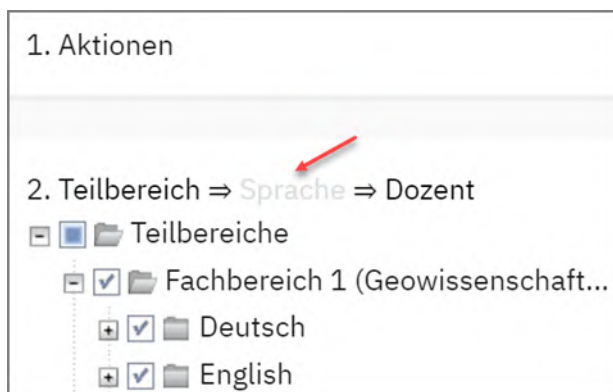 1. Aktionen
2. Teilbereich ⇒ Sprache ⇒ Dozent
Teilbereiche
Fachbereich 1 (Geowissenschaft...
Deutsch
English